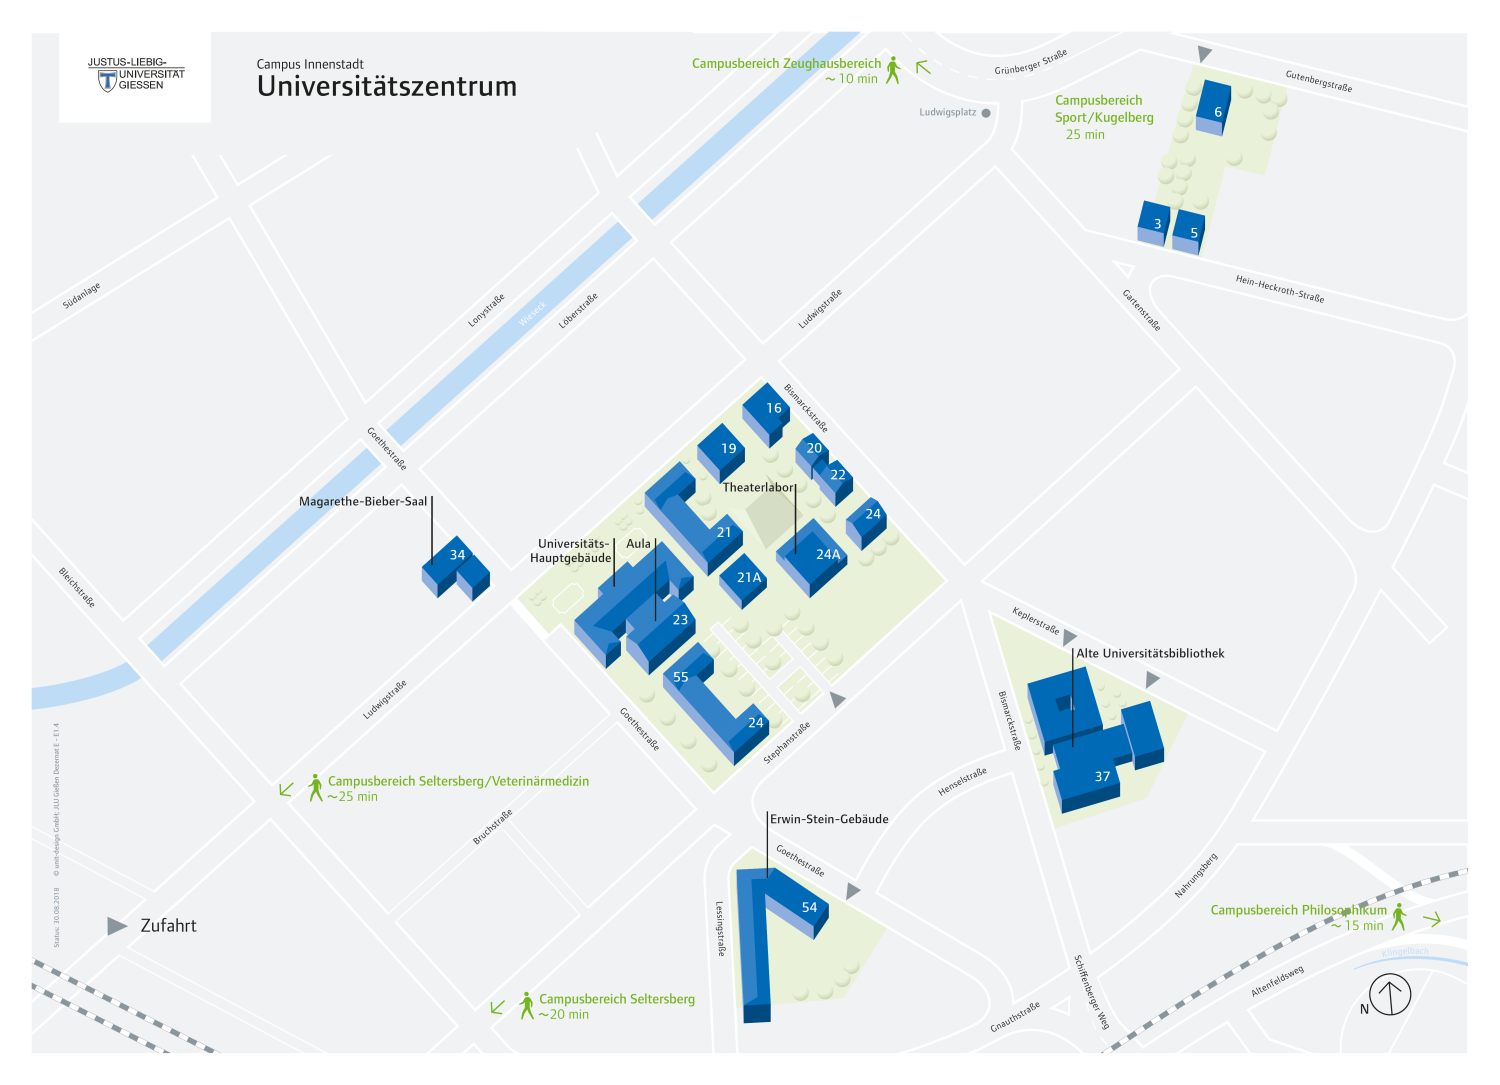 JUSTUS-LIEBIG-
UNIVERSITÄT
GIESSEN
Campus Innenstadt
Universitätszentrum
Campusbereich Zeughausbereich
~ 10 min
Grünberger Straße
Gutenbergstraße
Ludwigsplatz
Campusbereich
Sport/Kugelberg
25 min
6
3
5
Hein-Heckroth-Straße
Gartenstraße
Südanlage
Lonystraße
Wieseck
Löberstraße
Ludwigstraße
Bismarckstraße
16
19
20
22
Goethestraße
Theaterlabor
Magarethe-Bieber-Saal
24
21
Universitäts-
Hauptgebäude
Aula
34
24A
21A
Bleichstraße
23
Keplerstraße
Alte Universitätsbibliothek
55
Ludwigstraße
Goethestraße
24
Stephanstraße
Bismarckstraße
37
Henselstraße
Campusbereich Seltersberg/Veterinärmedizin
~25 min
Bruchstraße
Erwin-Stein-Gebäude
Goethestraße
54
Lessingstraße
Nahrungsberg
Campusbereich Philosophikum
~ 15 min
Klingelbach
Zufahrt
Altenfeldsweg
Schiffenberger Weg
Gnauthstraße
Campusbereich Seltersberg
~20 min
N
Status: 30.08.2018 © unit-design GmbH; JLU Gießen Dezernat E - E1.4